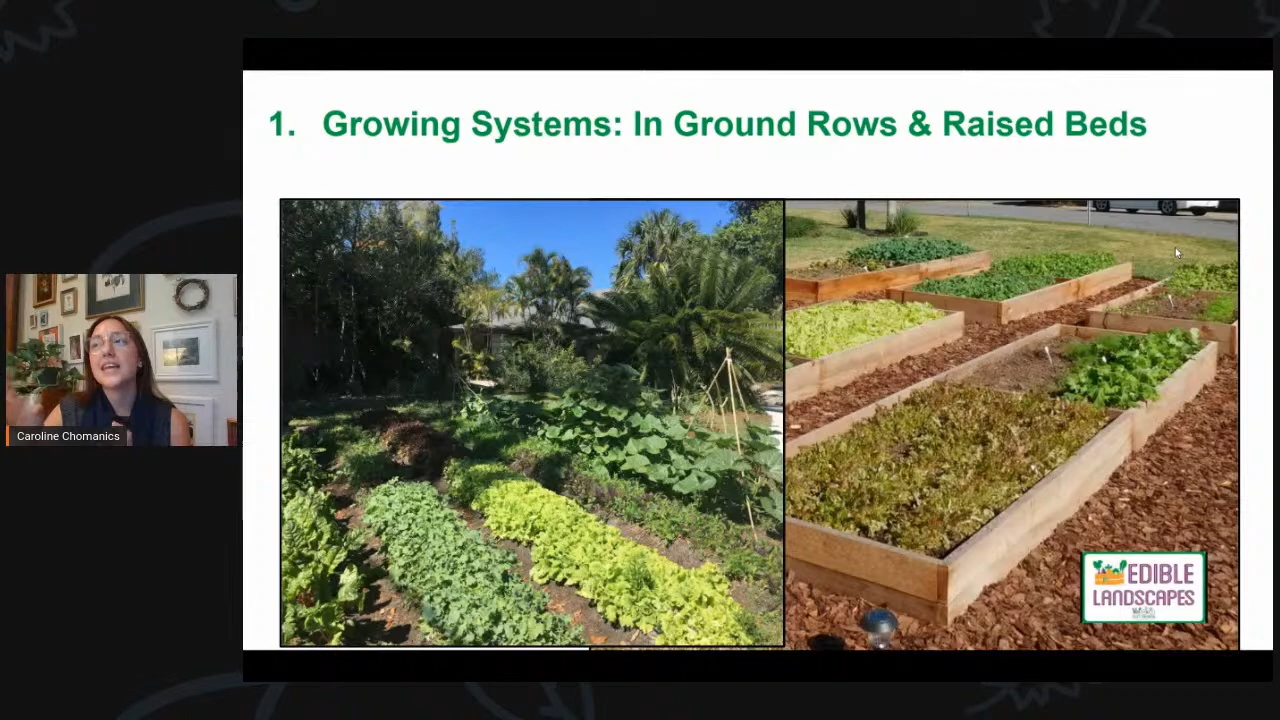 1. Growing Systems: In Ground Rows & Raised Beds
Caroline Chomanics
EDIBLE
LANDSCAPES